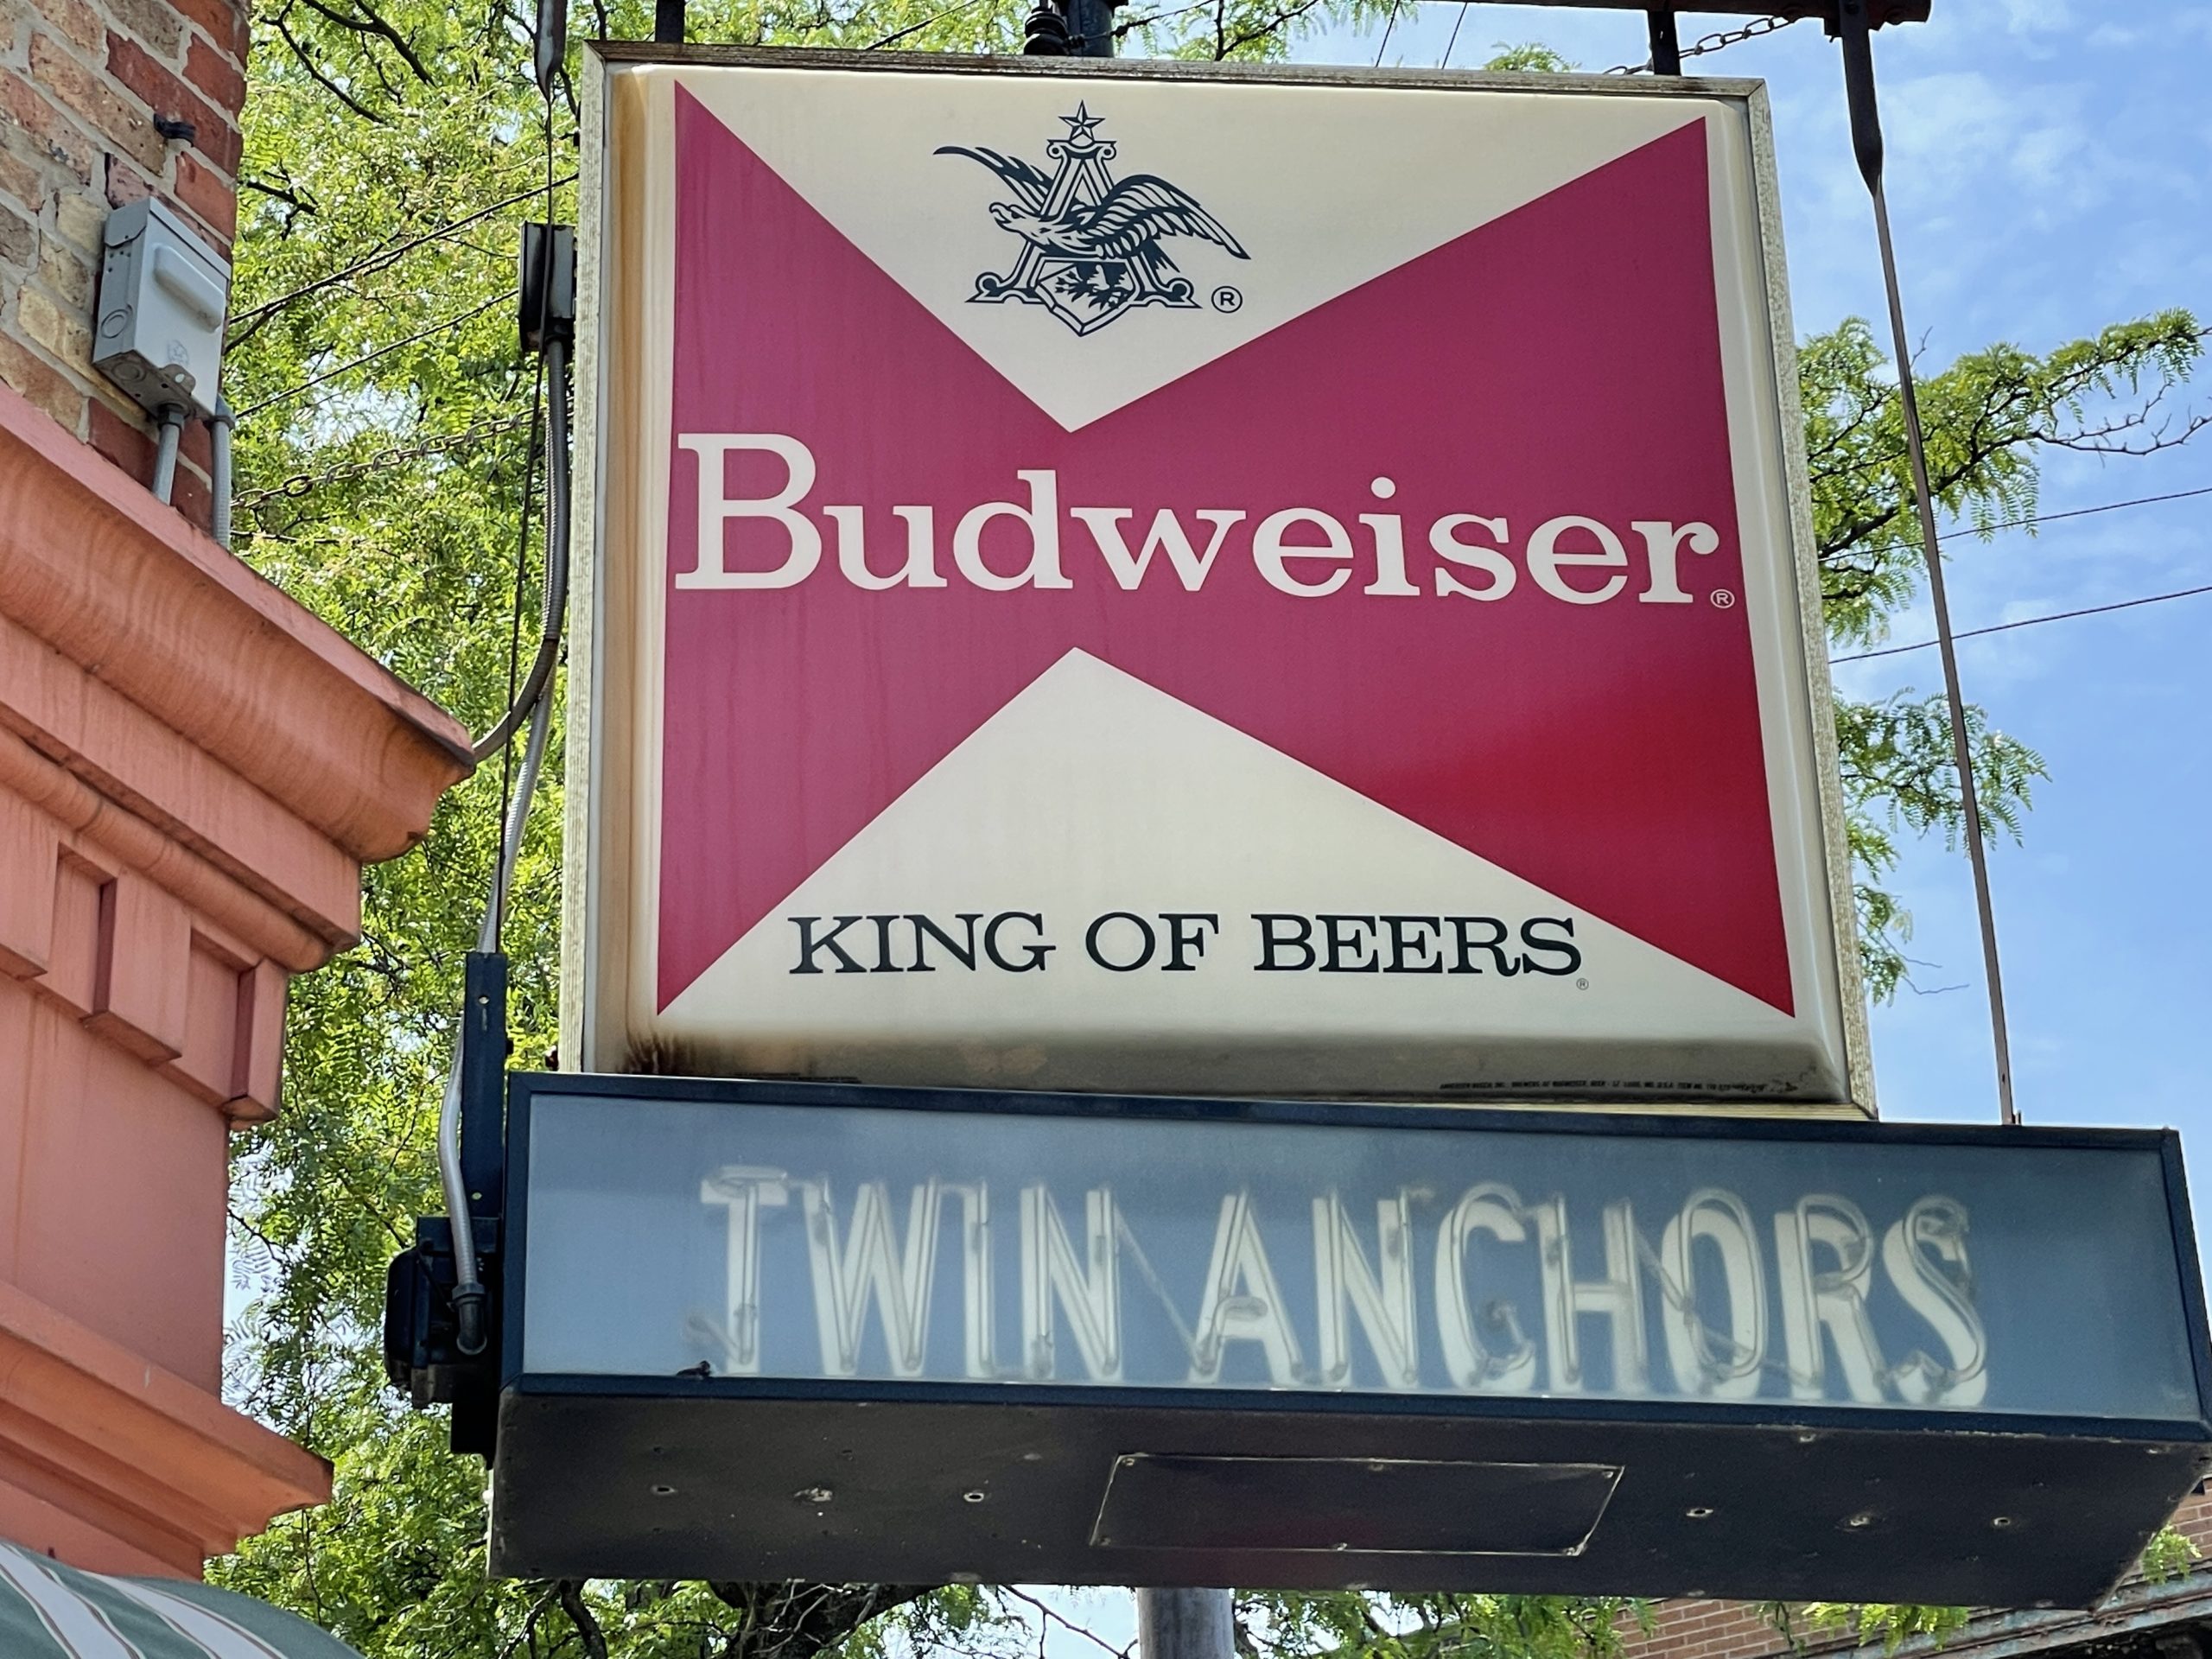 A
®
Budweiser®
KING OF BEERS®
TWIN ANCHORS